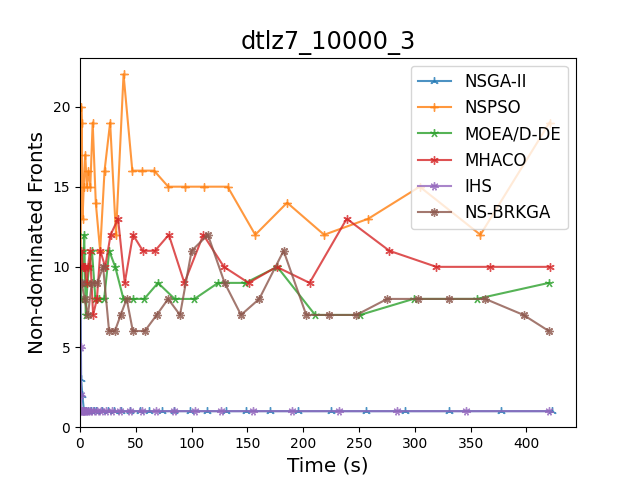 dtlz7_10000_3
Non-dominated Fronts
20
15
10
5
0
0 50 100 150 200 250 300 350 400
Time (s)
NSGA-II
NSPSO
MOEA/D-DE
MHACO
IHS
NS-BRKGA